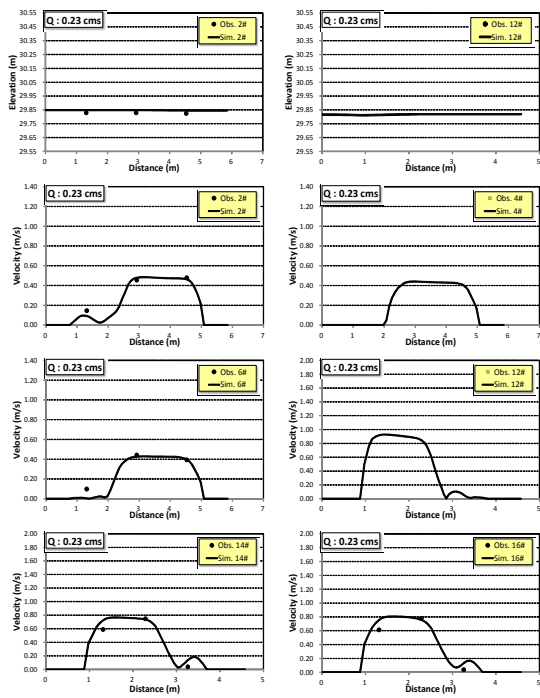 Q : 0.23 cms
Obs. 2#
Sim. 2#
30.55
30.45
30.35
30.25
30.15
30.05
29.95
29.85
29.75
29.65
29.55
Elevation (m)
0 1 2 3 4 5 6 7
Distance (m)
Q : 0.23 cms
Obs. 12#
Sim. 12#
30.55
30.45
30.35
30.25
30.15
30.05
29.95
29.85
29.75
29.65
29.55
Elevation (m)
0 1 2 3 4 5
Distance (m)
Q : 0.23 cms
Obs. 2#
Sim. 2#
1.40
1.20
1.00
0.80
0.60
0.40
0.20
0.00
Velocity (m/s)
0 1 2 3 4 5 6 7
Distance (m)
Q : 0.23 cms
Obs. 4#
Sim. 4#
1.40
1.20
1.00
0.80
0.60
0.40
0.20
0.00
Velocity (m/s)
0 1 2 3 4 5 6 7
Distance (m)
Q : 0.23 cms
Obs. 6#
Sim. 6#
1.40
1.20
1.00
0.80
0.60
0.40
0.20
0.00
Velocity (m/s)
0 1 2 3 4 5 6 7
Distance (m)
Q : 0.23 cms
Obs. 12#
Sim. 12#
2.00
1.80
1.60
1.40
1.20
1.00
0.80
0.60
0.40
0.20
0.00
Velocity (m/s)
0 1 2 3 4 5
Distance (m)
Q : 0.23 cms
Obs. 14#
Sim. 14#
2.00
1.80
1.60
1.40
1.20
1.00
0.80
0.60
0.40
0.20
0.00
Velocity (m/s)
0 1 2 3 4 5
Distance (m)
Q : 0.23 cms
Obs. 16#
Sim. 16#
2.00
1.80
1.60
1.40
1.20
1.00
0.80
0.60
0.40
0.20
0.00
Velocity (m/s)
0 1 2 3 4 5
Distance (m)